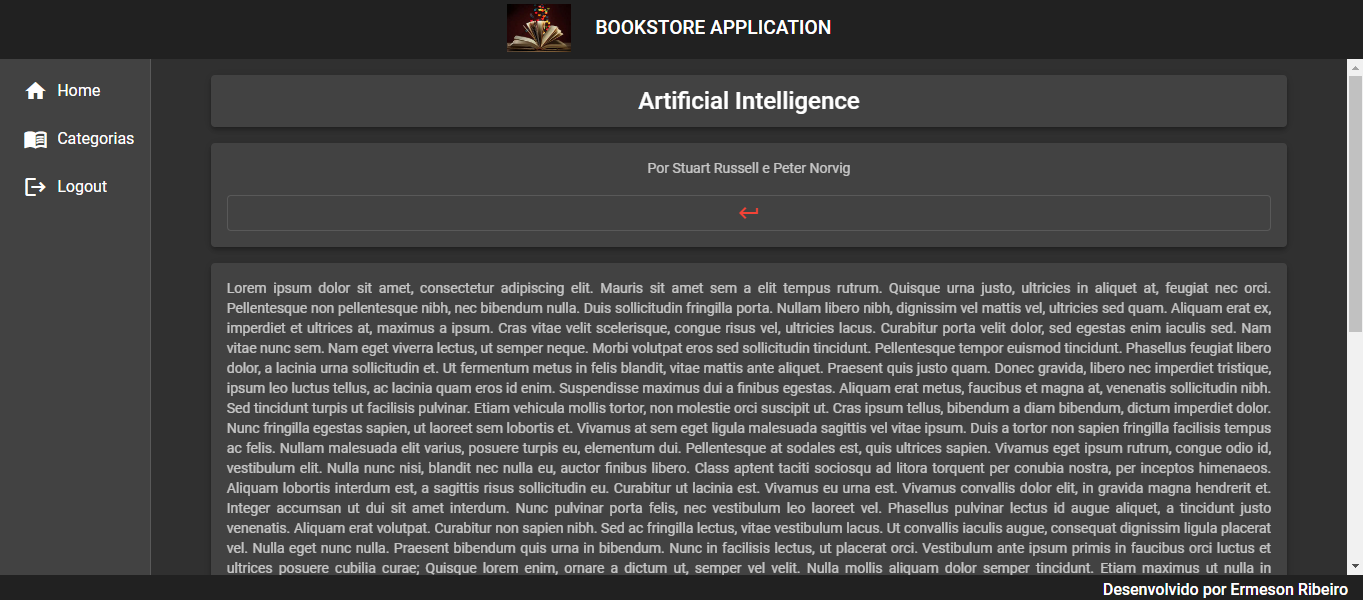 BOOKSTORE APPLICATION
Home
Categorias
Logout
Artificial Intelligence
Por Stuart Russell e Peter Norvig
Lorem ipsum dolor sit amet, consectetur adipiscing elit. Mauris sit amet sem a elit tempus rutrum. Quisque urna justo, ultricies in aliquet at, feugiat nec orci.
Pellentesque non pellentesque nibh, nec bibendum nulla. Duis sollicitudin fringilla porta. Nullam libero nibh, dignissim vel mattis vel, ultricies sed quam. Aliquam erat ex,
imperdiet et ultrices at, maximus a ipsum. Cras vitae velit scelerisque, congue risus vel, ultricies lacus. Curabitur porta velit dolor, sed egestas enim iaculis sed. Nam
vitae nunc sem. Nam eget viverra lectus, ut semper neque. Morbi volutpat eros sed sollicitudin tincidunt. Pellentesque tempor euismod tincidunt. Phasellus feugiat libero
dolor, a lacinia urna sollicitudin et. Ut fermentum metus in felis blandit, vitae mattis ante aliquet. Praesent quis justo quam. Donec gravida, libero nec imperdiet tristique,
ipsum leo luctus tellus, ac lacinia quam eros id enim. Suspendisse maximus dui a finibus egestas. Aliquam erat metus, faucibus et magna at, venenatis sollicitudin nibh.
Sed tincidunt turpis ut facilisis pulvinar. Etiam vehicula mollis tortor, non molestie orci suscipit ut. Cras ipsum tellus, bibendum a diam bibendum, dictum imperdiet dolor.
Nunc fringilla egestas sapien, ut laoreet sem lobortis et. Vivamus at sem eget ligula malesuada sagittis vel vitae ipsum. Duis a tortor non sapien fringilla facilisis tempus
ac felis. Nullam malesuada elit varius, posuere turpis eu, elementum dui. Pellentesque at sodales est, quis ultrices sapien. Vivamus eget ipsum rutrum, congue odio id,
vestibulum elit. Nulla nunc nisi, blandit nec nulla eu, auctor finibus libero. Class aptent taciti sociosqu ad litora torquent per conubia nostra, per inceptos himenaeos.
Aliquam lobortis interdum est, a sagittis risus sollicitudin eu. Curabitur ut lacinia est. Vivamus eu urna est. Vivamus convallis dolor elit, in gravida magna hendrerit et.
Integer accumsan ut dui sit amet interdum. Nunc pulvinar porta felis, nec vestibulum leo laoreet vel. Phasellus pulvinar lectus id augue aliquet, a tincidunt justo
venenatis. Aliquam erat volutpat. Curabitur non sapien nibh. Sed ac fringilla lectus, vitae vestibulum lacus. Ut convallis iaculis augue, consequat dignissim ligula placerat
vel. Nulla eget nunc nulla. Praesent bibendum quis urna in bibendum. Nunc in facilisis lectus, ut placerat orci. Vestibulum ante ipsum primis in faucibus orci luctus et
ultrices posuere cubilia curae; Quisque lorem enim, ornare a dictum ut, semper vel velit. Nulla mollis aliquam dolor semper tincidunt. Etiam maximus ut nulla in
Desenvolvido por Ermeson Ribeiro